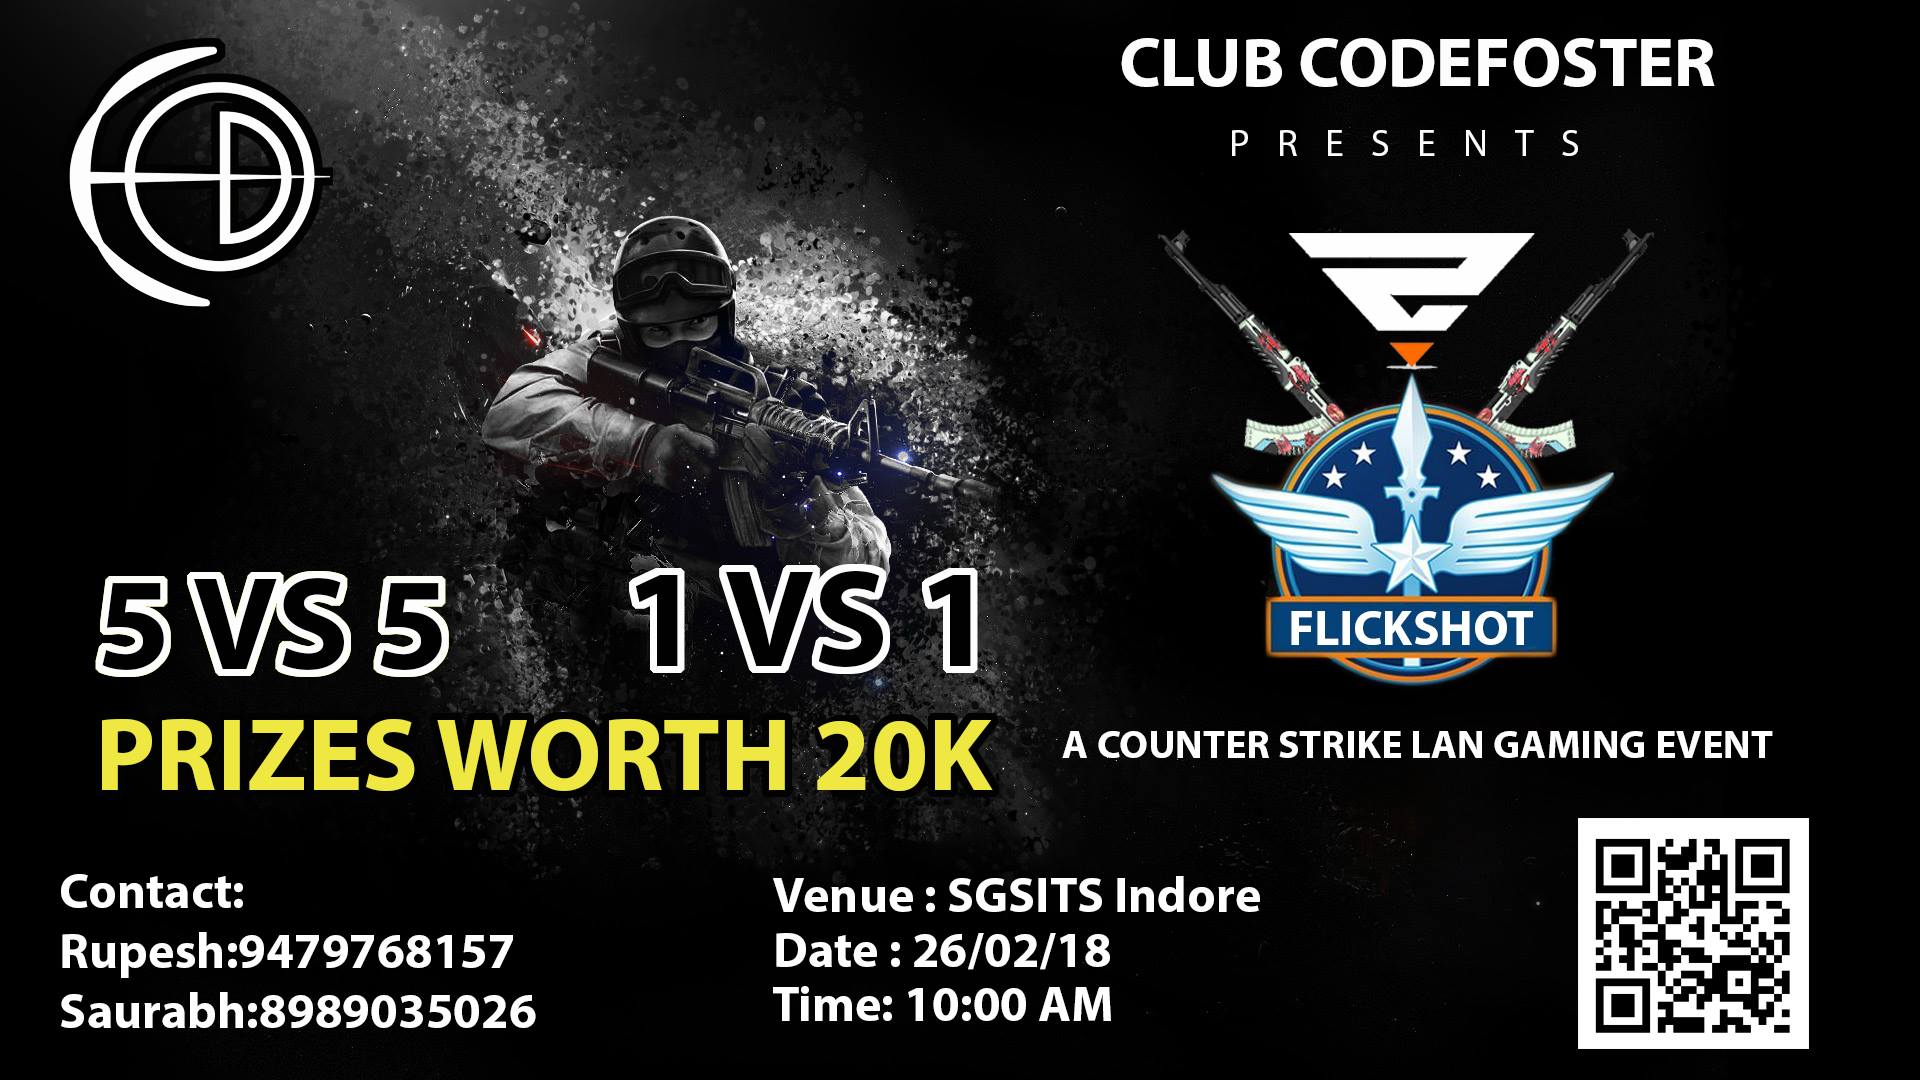 CLUB CODEFOSTER
PRESENTS
FLICKSHOT
A COUNTER STRIKE LAN GAMING EVENT
5 VS 5
1 VS 1
PRIZES WORTH 20K
Contact:
Rupesh:9479768157
Saurabh:8989035026
Venue : SGSITS Indore
Date : 26/02/18
Time: 10:00 AM